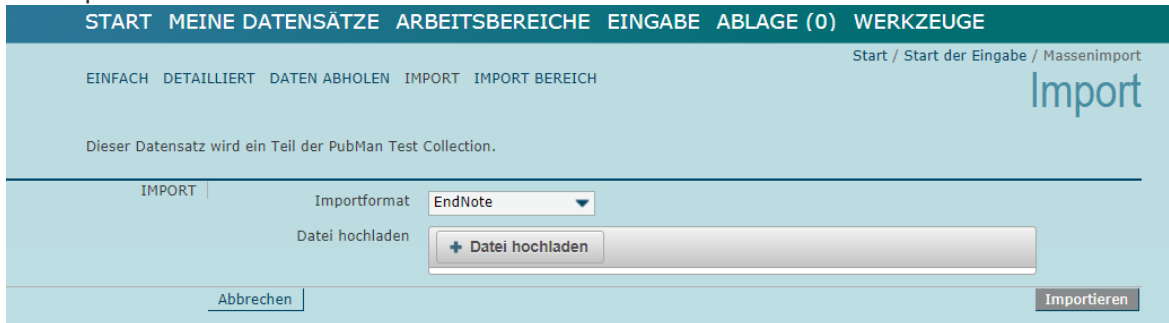 START MEINE DATENSÄTZE ARBEITSBEREICHE EINGABE ABLAGE (0) WERKZEUGE
Start / Start der Eingabe / Massenimport
EINFACH DETAILLIERT DATEN ABHOLEN IMPORT IMPORT BEREICH
Import
Dieser Datensatz wird ein Teil der PubMan Test Collection.
IMPORT
Importformat EndNote
Datei hochladen + Datei hochladen
Abbrechen Importieren